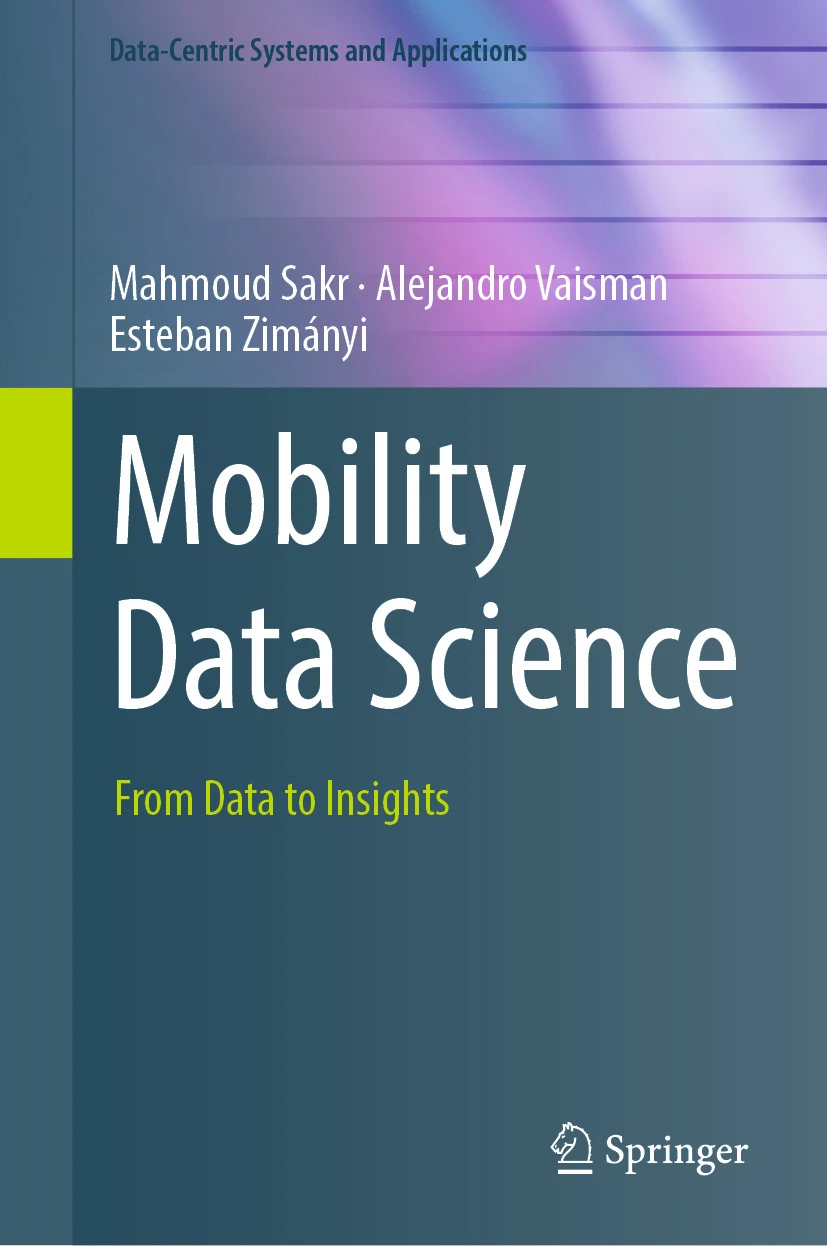 Data-Centric Systems and Applications
Mahmoud Sakr · Alejandro Vaisman
Esteban Zimányi
Mobility
Data Science
From Data to Insights
Springer